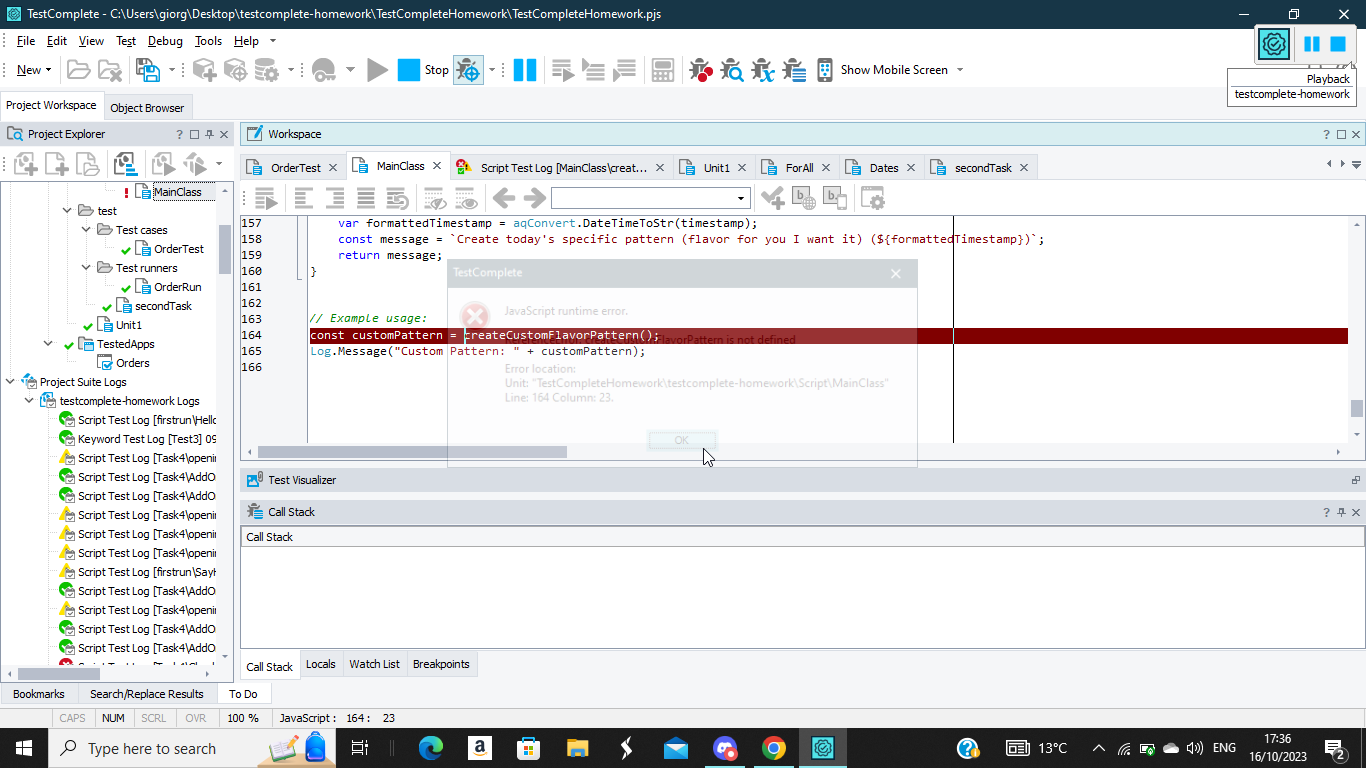 TestComplete - C:\Users\giorg\Desktop\testcomplete-homework\TestCompleteHomework\TestCompleteHomework.pjs
File Edit View Test Debug Tools Help
New Stop Show Mobile Screen
Playback
testcomplete-homework
Project Workspace Object Browser
Project Explorer ?
Workspace ?
OrderTest MainClass Script Test Log [MainClass\creat... Unit1 ForAll Dates secondTask
MainClass
test
Test cases
OrderTest
Test runners
OrderRun
secondTask
Unit1
TestedApps
Orders
Project Suite Logs
testcomplete-homework Logs
Script Test Log [firstrun\Hello
Keyword Test Log [Test3] 09
Script Test Log [Task4\openi
Script Test Log [Task4\AddO
Script Test Log [Task4\AddO
Script Test Log [Task4\openi
Script Test Log [Task4\openi
Script Test Log [Task4\openi
Script Test Log [firstrun\SayH
Script Test Log [Task4\AddO
Script Test Log [Task4\openi
Script Test Log [Task4\AddO
Script Test Log [Task4\AddO
157 var formattedTimestamp = aqConvert.DateTimeToStr(timestamp);
158 const message = `Create today's specific pattern (flavor for you I want it) (${formattedTimestamp})`;
159 return message;
160 }
161
162
163 // Example usage:
164 const customPattern = createCustomFlavorPattern();
165 Log.Message("Custom Pattern: " + customPattern);
166
TestComplete
JavaScript runtime error.
FlavorPattern is not defined
Error location:
Unit: "TestCompleteHomework\testcomplete-homework\Script\MainClass"
Line: 164 Column: 23.
OK
Test Visualizer
Call Stack ?
Call Stack
Call Stack Locals Watch List Breakpoints
Bookmarks Search/Replace Results To Do
CAPS NUM SCRL OVR 100 % JavaScript : 164 : 23
Type here to search
13°C ENG 17:36
16/10/2023 2